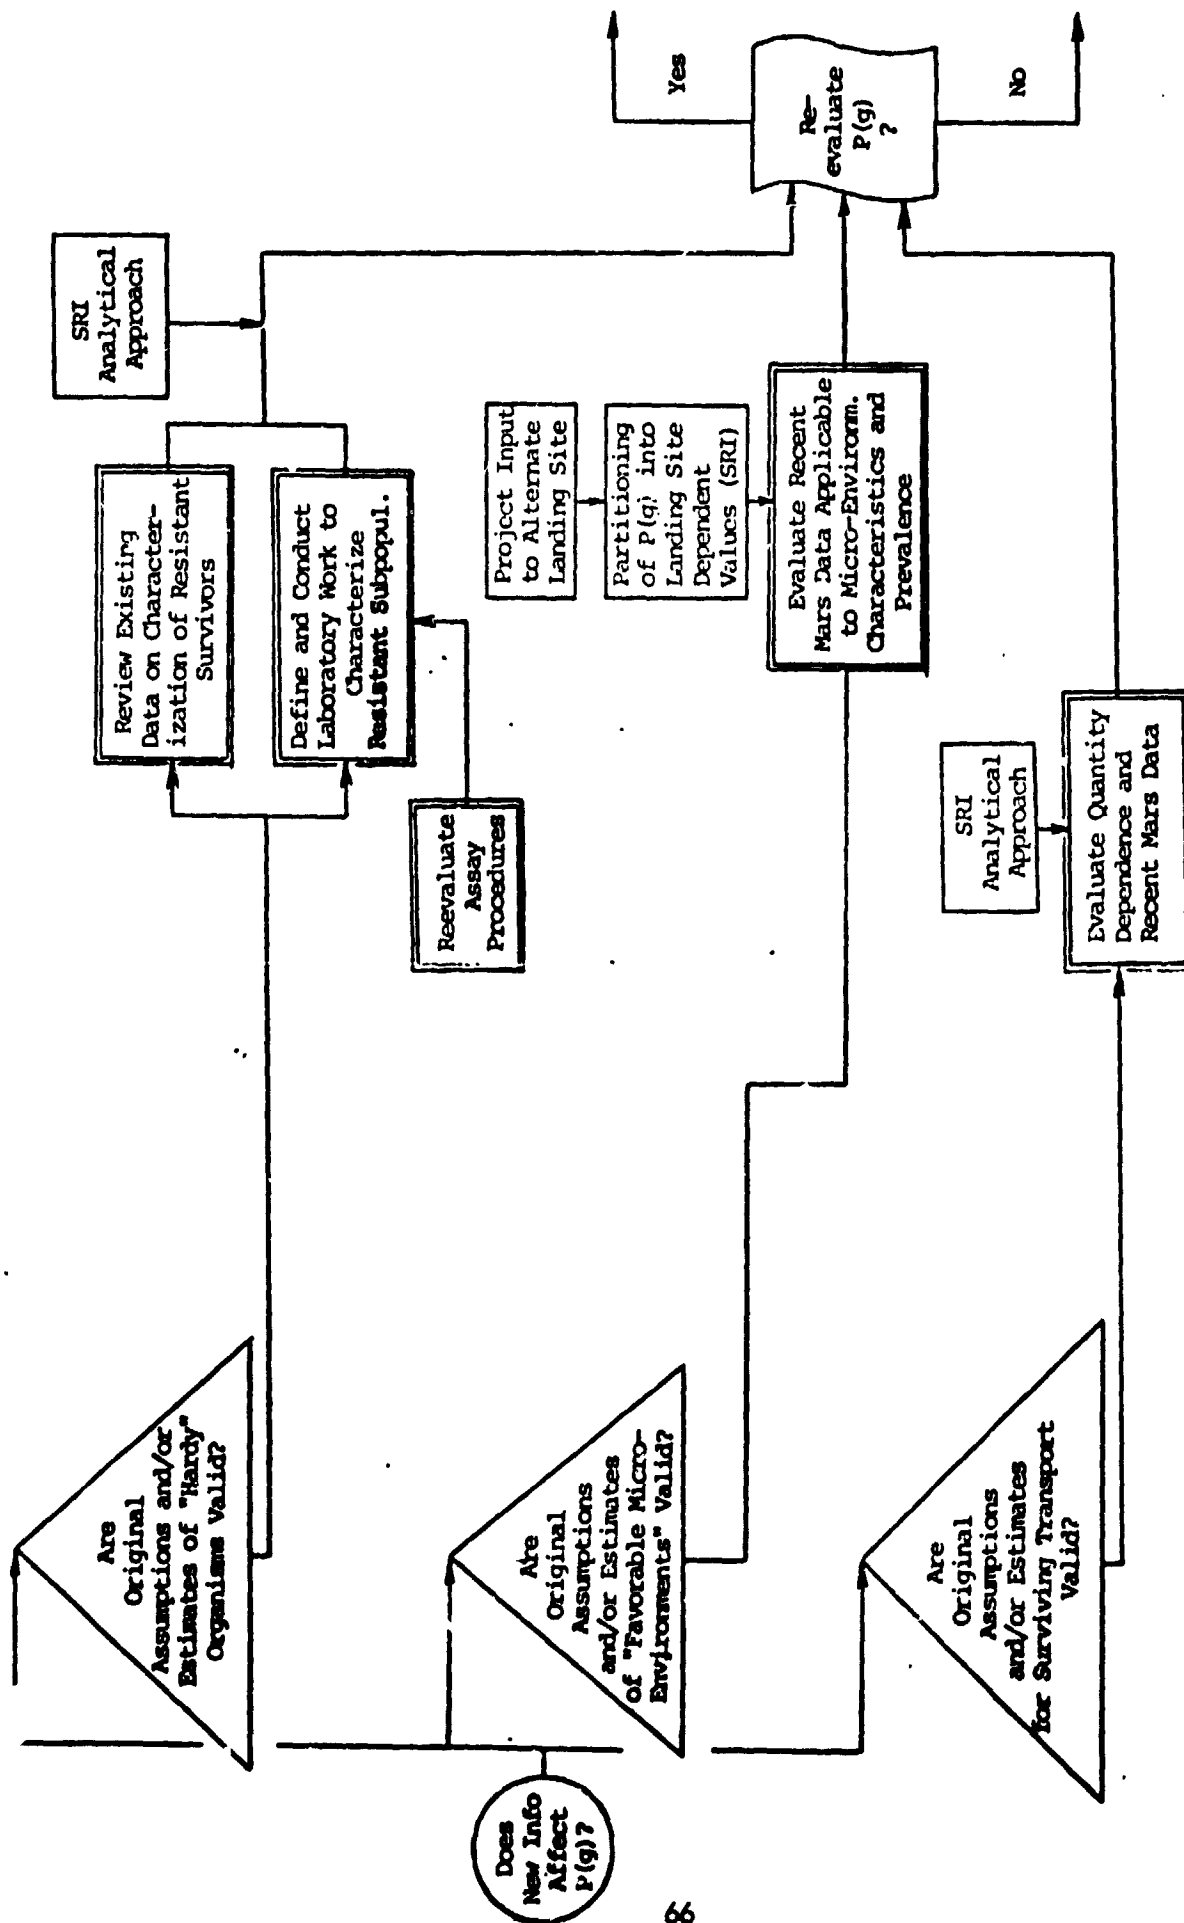 Does
New Info
Affect
P(g)?
Are
Original
Assumptions and/or
Estimates of "Hardy"
Organisms Valid?
Are
Original
Assumptions
and/or Estimates
of "Favorable Micro-
Environments" Valid?
Are
Original
Assumptions
and/or Estimates
for Surviving Transport
Valid?
Review Existing
Data on Character-
ization of Resistant
Survivors
Define and Conduct
Laboratory Work to
Characterize
Resistant Subpopul.
Reevaluate
Assay
Procedures
SRI
Analytical
Approach
Project Input
to Alternate
Landing Site
Partitioning
of P(g) into
Landing Site
Dependent
Values (SRI)
Evaluate Recent
Mars Data Applicable
to Micro-Environm.
Characteristics and
Prevalence
SRI
Analytical
Approach
Evaluate Quantity
Dependence and
Recent Mars Data
Re-
evaluate
P(g)
?
Yes
No
66